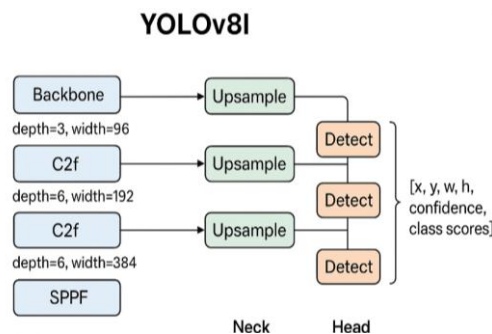 YOLOv8l
Backbone
Upsample
depth=3, width=96
Detect
C2f
Upsample
depth=6, width=192
Detect
[x, y, w, h,
confidence,
class scores]
C2f
Upsample
depth=6, width=384
Detect
SPPF
Neck
Head